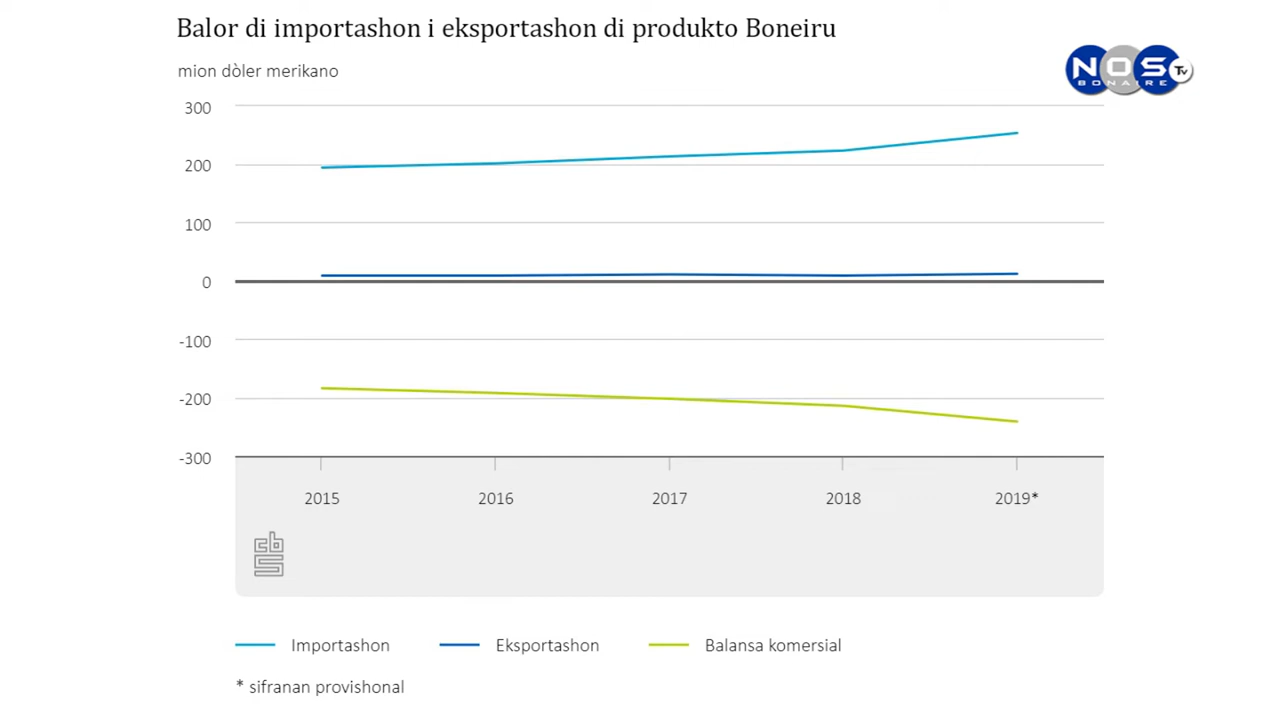 Balor di importashon i eksportashon di produkto Boneiru
mion dòler merikano
NOS TV
BONAIRE
300
200
100
0
-100
-200
-300
2015 2016 2017 2018 2019*
cbs
Importashon Eksportashon Balansa komersial
* sifranan provishonal